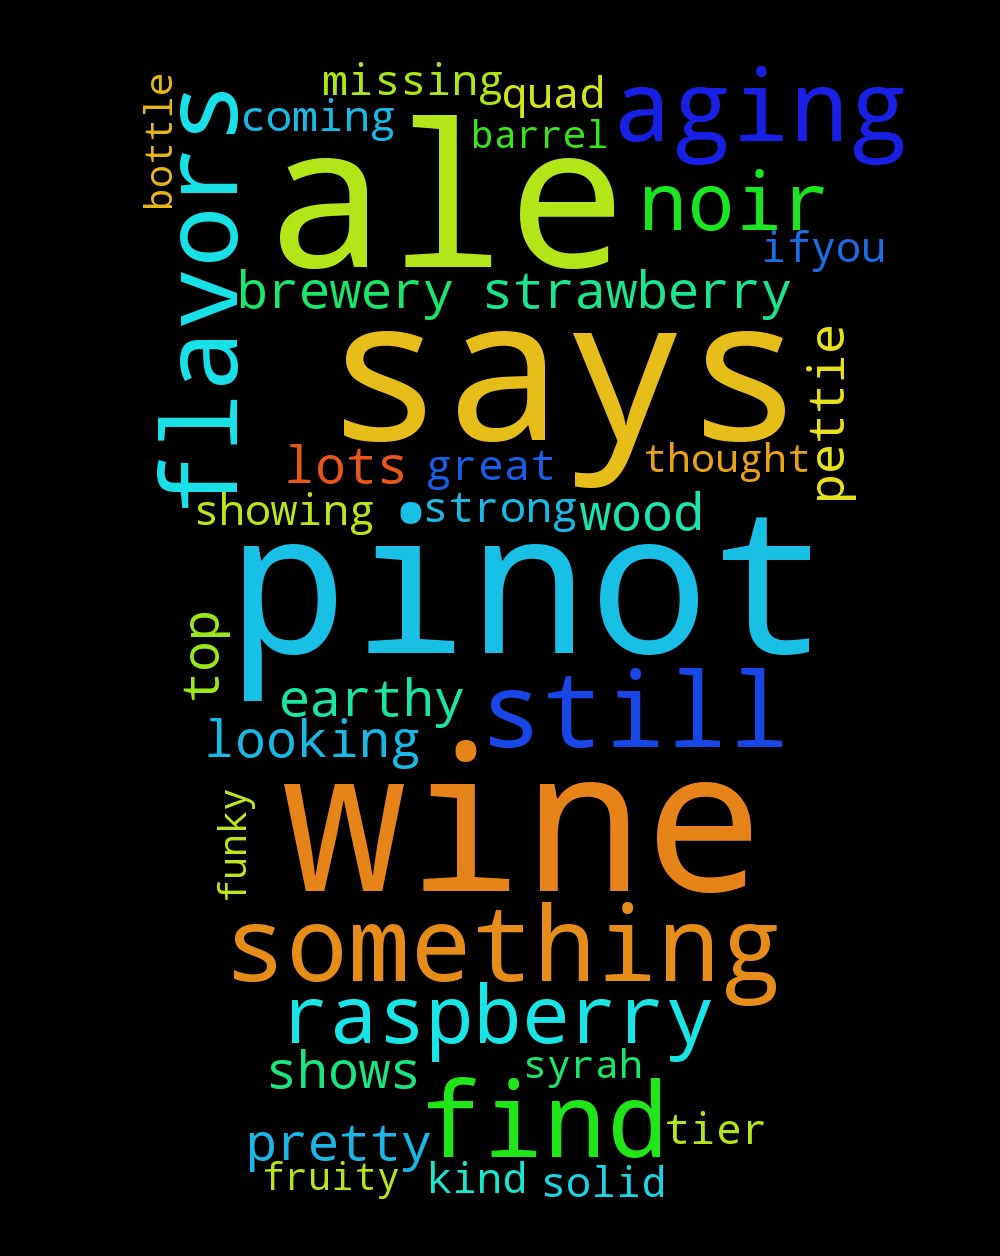 missing
quad
aging
bottle
flavors
coming
barrel
ale
noir
ifyou
brewery
strawberry
says
pettie
lots
great
thought
showing
strong
wood
pinot
top
earthy
still
looking
wine
funky
something
raspberry
shows
syrah
find
tier
pretty
fruity
kind
solid